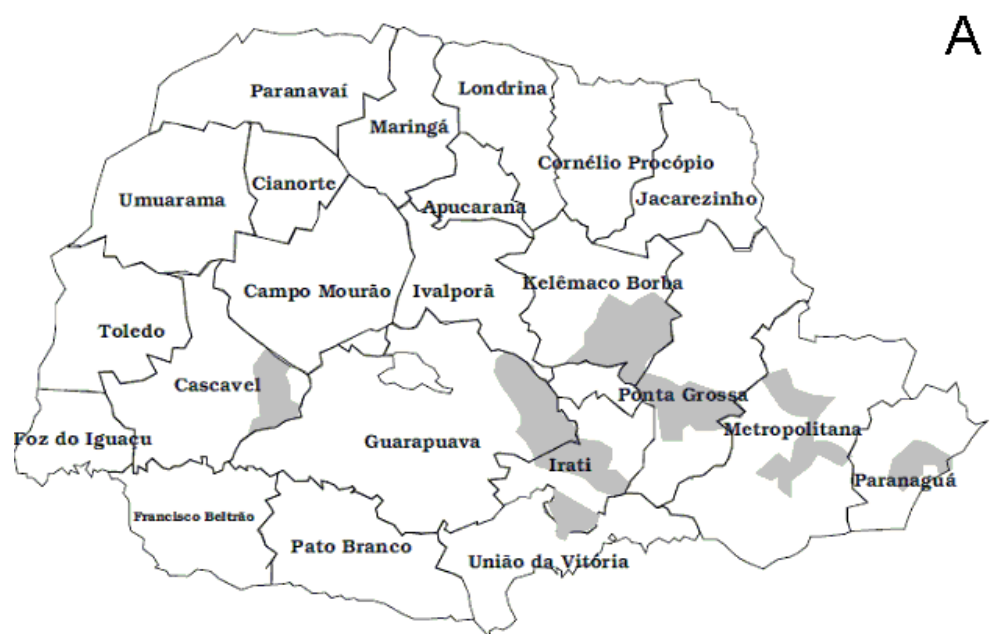 A
Paranavaí
Londrina
Maringá
Cornélio Procópio
Cianorte
Umuarama
Jacarezinho
Apucarana
Kelêmaco Borba
Campo Mourão
Ivalporã
Toledo
Cascavel
Ponta Grossa
Metropolitana
Foz do Iguaçu
Guarapuava
Irati
Paranaguá
Francisco Beltrão
Pato Branco
União da Vitória